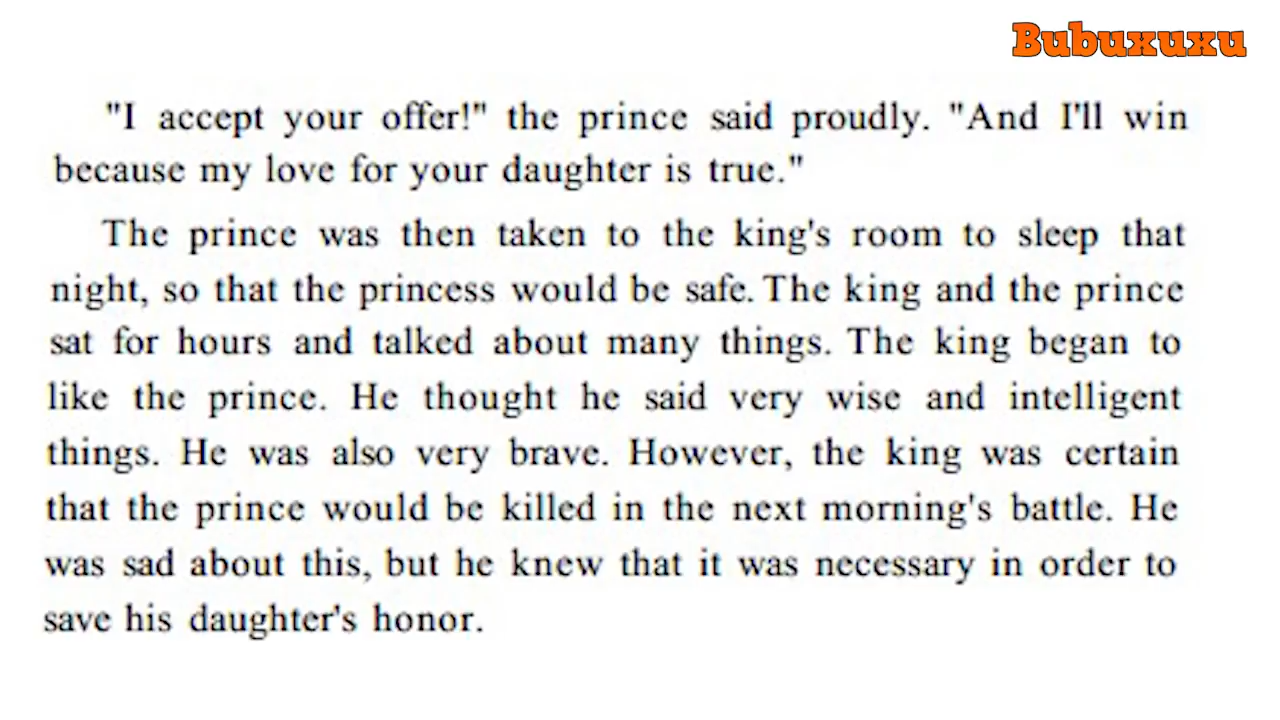 Bubuxuxu
"I accept your offer!" the prince said proudly. "And I'll win
because my love for your daughter is true."
The prince was then taken to the king's room to sleep that
night, so that the princess would be safe. The king and the prince
sat for hours and talked about many things. The king began to
like the prince. He thought he said very wise and intelligent
things. He was also very brave. However, the king was certain
that the prince would be killed in the next morning's battle. He
was sad about this, but he knew that it was necessary in order to
save his daughter's honor.